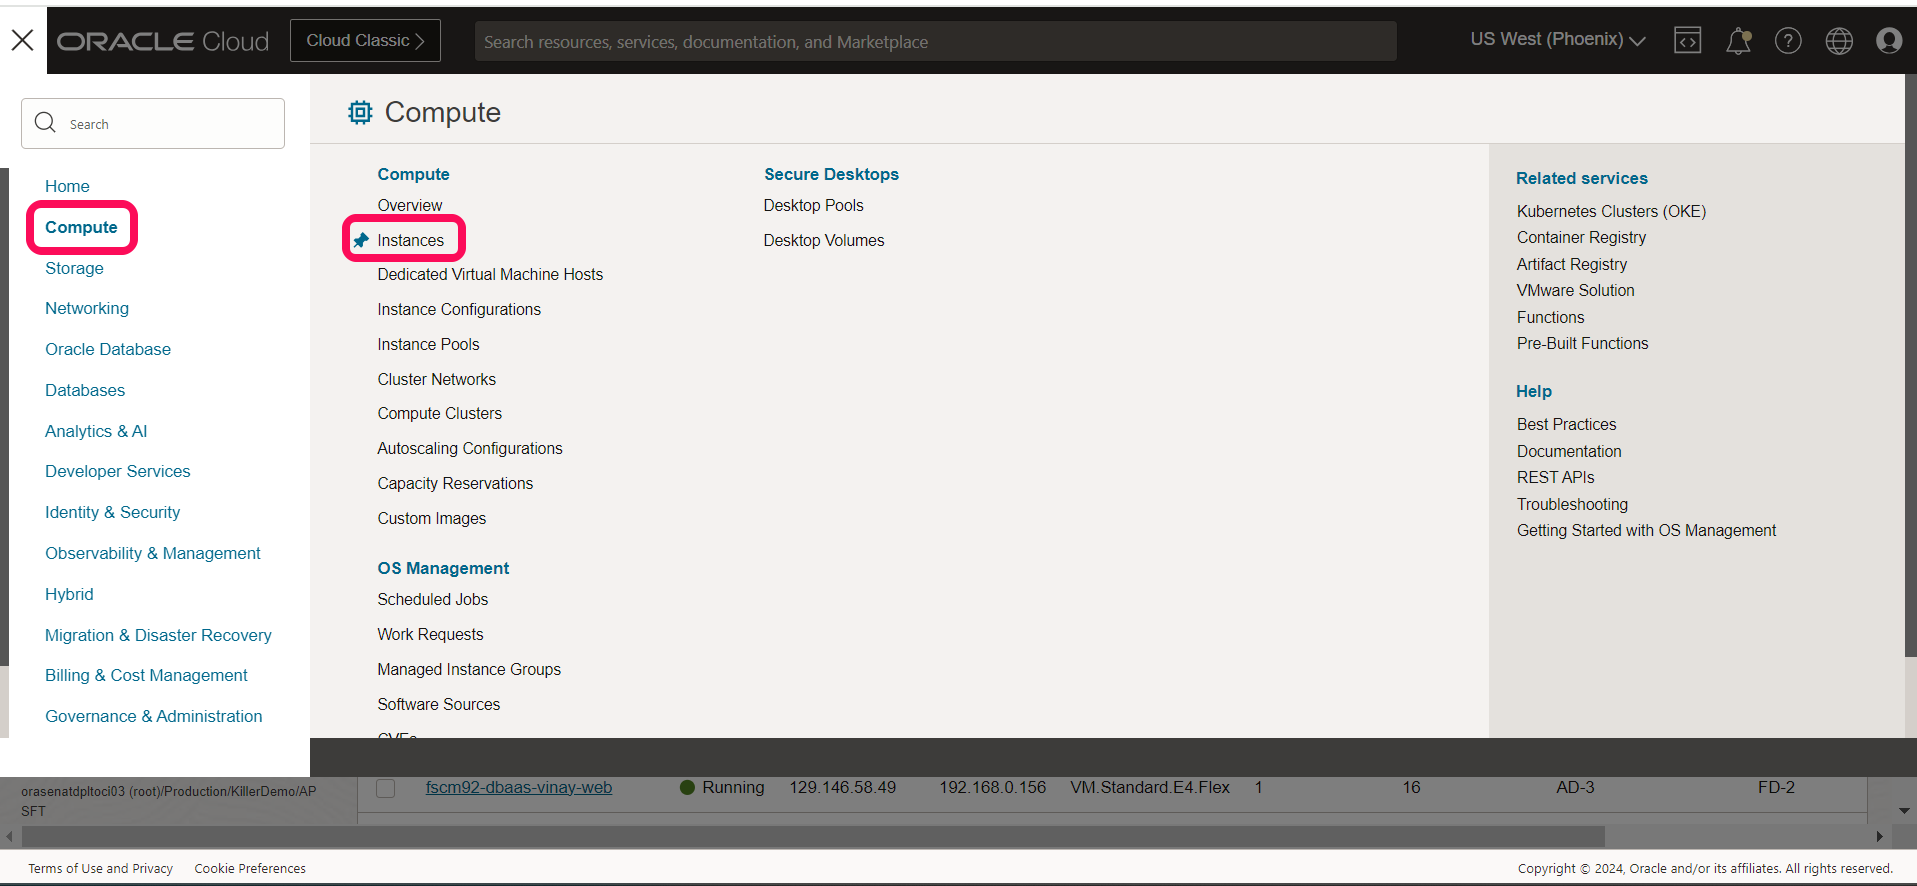 ORACLE Cloud
Cloud Classic
Search resources, services, documentation, and Marketplace
US West (Phoenix)
Search
Home
Compute
Storage
Networking
Oracle Database
Databases
Analytics & AI
Developer Services
Identity & Security
Observability & Management
Hybrid
Migration & Disaster Recovery
Billing & Cost Management
Governance & Administration
Compute
Compute
Overview
Instances
Dedicated Virtual Machine Hosts
Instance Configurations
Instance Pools
Cluster Networks
Compute Clusters
Autoscaling Configurations
Capacity Reservations
Custom Images
OS Management
Scheduled Jobs
Work Requests
Managed Instance Groups
Software Sources
CVEs
Secure Desktops
Desktop Pools
Desktop Volumes
Related services
Kubernetes Clusters (OKE)
Container Registry
Artifact Registry
VMware Solution
Functions
Pre-Built Functions
Help
Best Practices
Documentation
REST APIs
Troubleshooting
Getting Started with OS Management
orasenatdpltoci03 (root)/Production/KillerDemo/AP
SFT
fscm92-dbaas-vinay-web Running 129.146.58.49 192.168.0.156 VM.Standard.E4.Flex 1 16 AD-3 FD-2
Terms of Use and Privacy Cookie Preferences
Copyright © 2024, Oracle and/or its affiliates. All rights reserved.